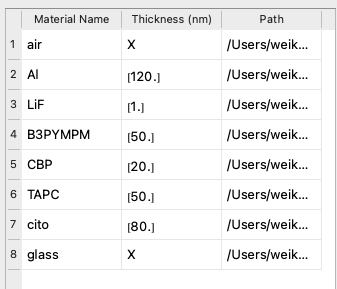 Material Name Thickness (nm) Path
1 air X /Users/weik...
2 Al [120.] /Users/weik...
3 LiF [1.] /Users/weik...
4 B3PYMPM [50.] /Users/weik...
5 CBP [20.] /Users/weik...
6 TAPC [50.] /Users/weik...
7 cito [80.] /Users/weik...
8 glass X /Users/weik...